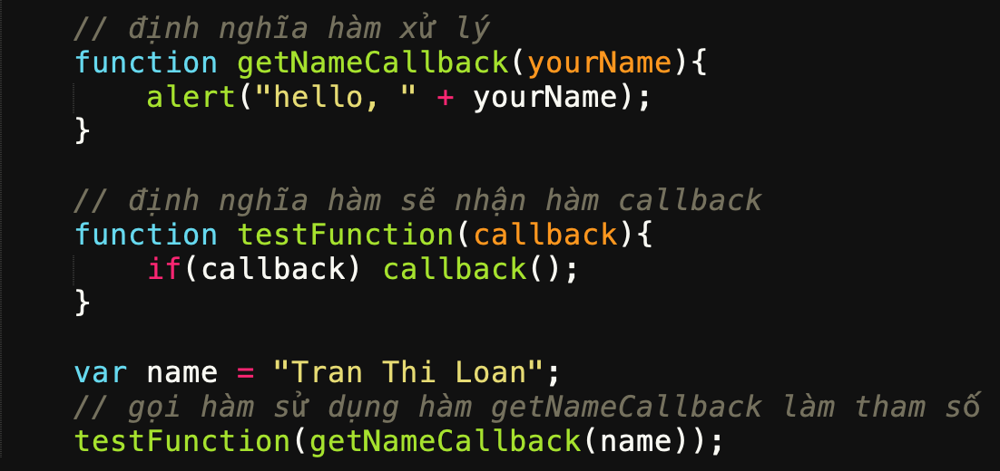 // định nghĩa hàm xử lý
function getNameCallback(yourName){
    alert("hello, " + yourName);
}

// định nghĩa hàm sẽ nhận hàm callback
function testFunction(callback){
    if(callback) callback();
}

var name = "Tran Thi Loan";
// gọi hàm sử dụng hàm getNameCallback làm tham số
testFunction(getNameCallback(name));